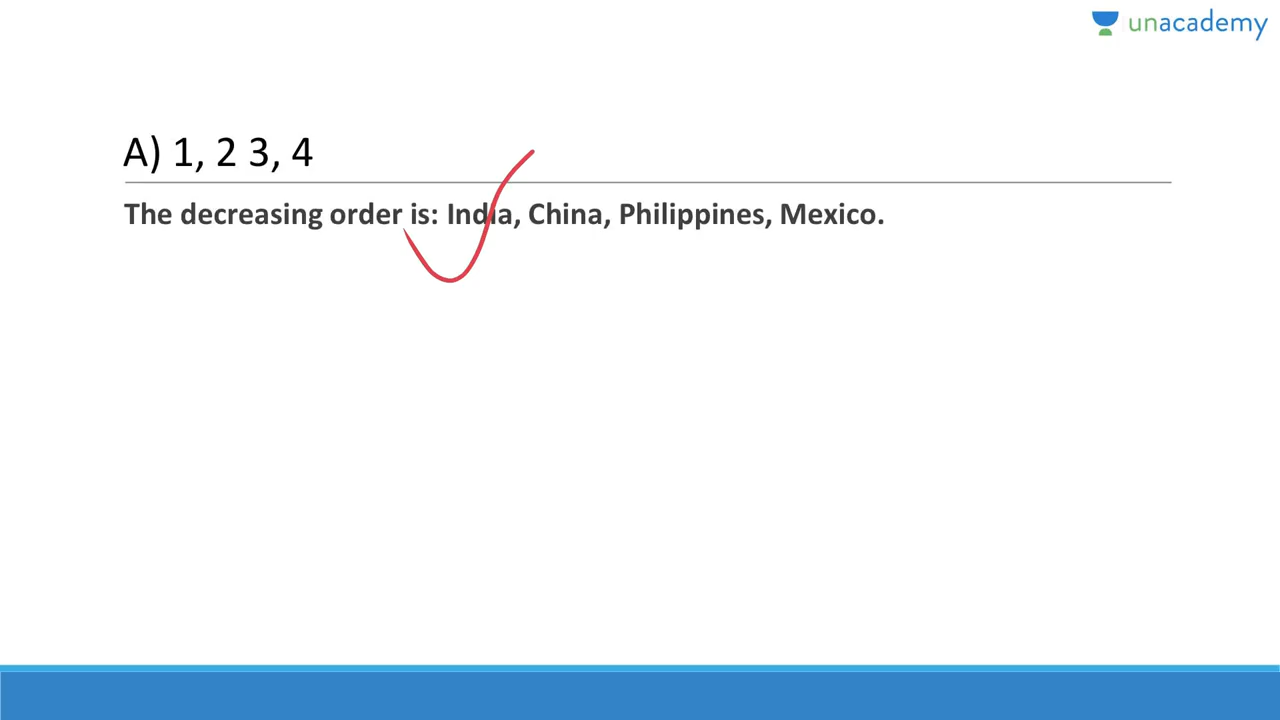 unacademy
A) 1, 2 3, 4
The decreasing order is: India, China, Philippines, Mexico.